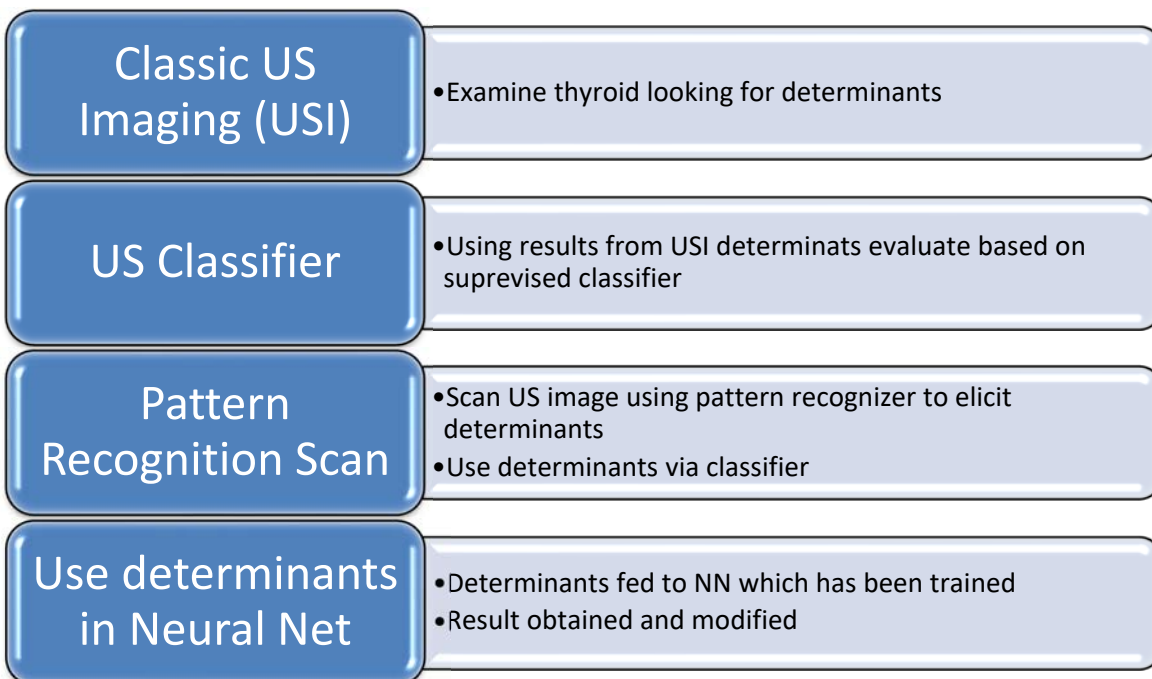 Classic US
Imaging (USI)
•Examine thyroid looking for determinants
US Classifier
•Using results from USI determinats evaluate based on
suprevised classifier
Pattern
Recognition Scan
•Scan US image using pattern recognizer to elicit
determinants
•Use determinants via classifier
Use determinants
in Neural Net
•Determinants fed to NN which has been trained
•Result obtained and modified